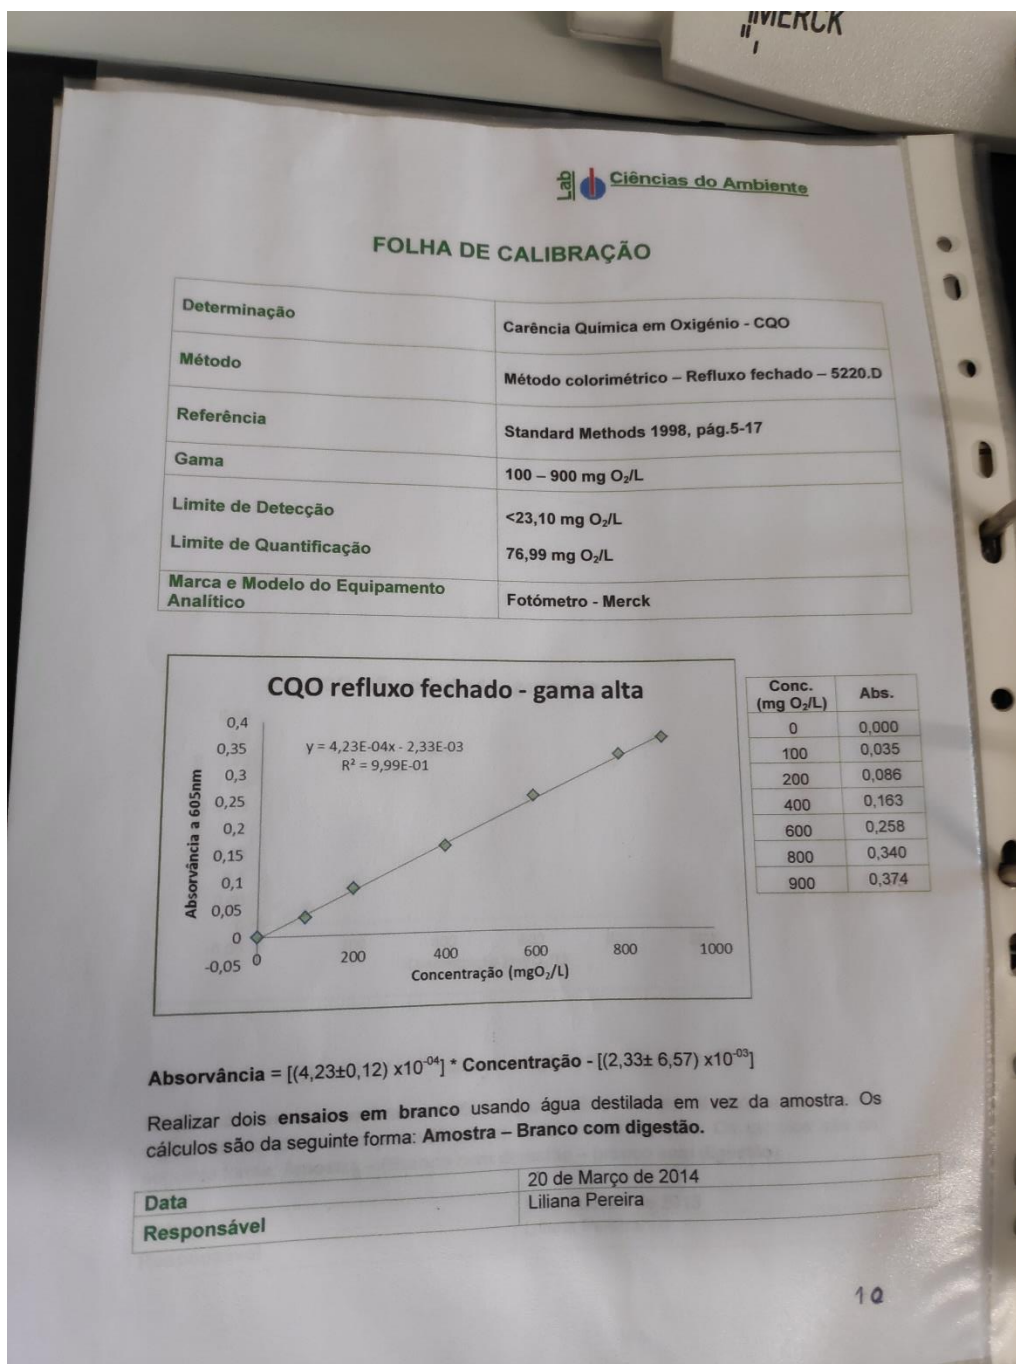 MERCK
Lab Ciências do Ambiente
FOLHA DE CALIBRAÇÃO
Determinação Carência Química em Oxigénio - CQO
Método Método colorimétrico – Refluxo fechado – 5220.D
Referência Standard Methods 1998, pág.5-17
Gama 100 – 900 mg O₂/L
Limite de Detecção <23,10 mg O₂/L
Limite de Quantificação 76,99 mg O₂/L
Marca e Modelo do Equipamento
Analítico Fotómetro - Merck
CQO refluxo fechado - gama alta
y = 4,23E-04x - 2,33E-03
R² = 9,99E-01
Absorvância a 605nm
0,4
0,35
0,3
0,25
0,2
0,15
0,1
0,05
0
-0,05
0 200 400 600 800 1000
Concentração (mgO₂/L)
Conc. (mg O₂/L) Abs.
0 0,000
100 0,035
200 0,086
400 0,163
600 0,258
800 0,340
900 0,374
Absorvância = [(4,23±0,12) x10⁻⁰⁴] * Concentração - [(2,33± 6,57) x10⁻⁰³]
Realizar dois ensaios em branco usando água destilada em vez da amostra. Os
cálculos são da seguinte forma: Amostra – Branco com digestão.
Data 20 de Março de 2014
Responsável Liliana Pereira
10